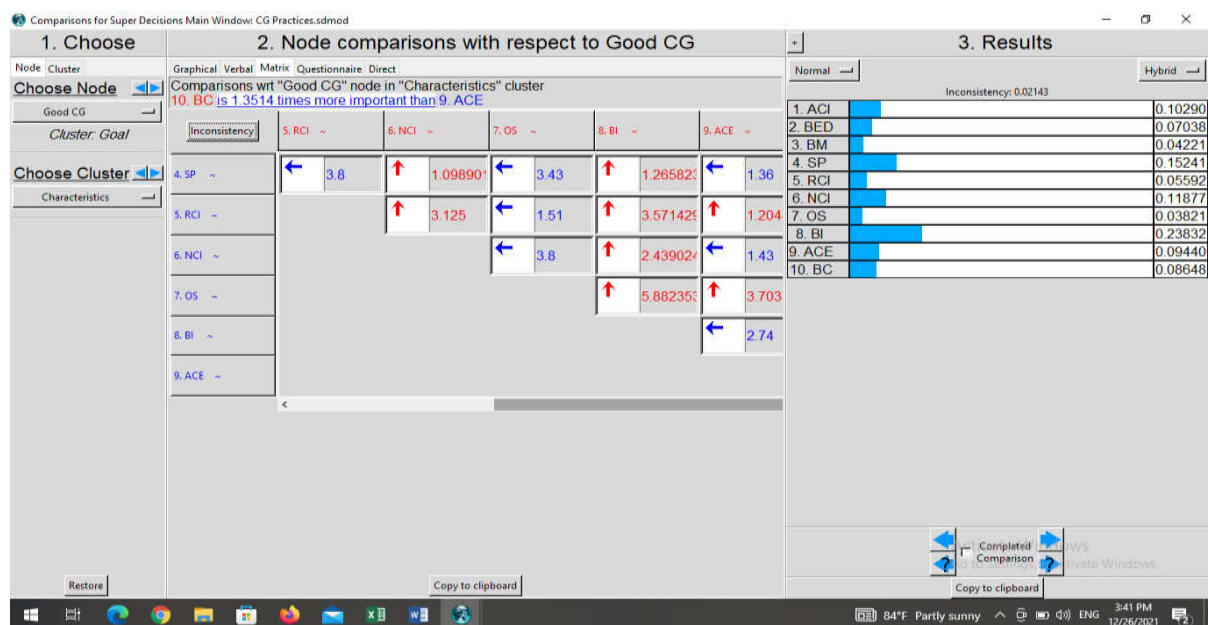 Comparisons for Super Decisions Main Window: CG Practices.sdmod
1. Choose
Node Cluster
Choose Node
Good CG
Cluster: Goal
Choose Cluster
Characteristics
Restore
2. Node comparisons with respect to Good CG
Graphical Verbal Matrix Questionnaire Direct
Comparisons wrt "Good CG" node in "Characteristics" cluster
10. BC is 1.3514 times more important than 9. ACE
Inconsistency 5. RCI ~ 6. NCI ~ 7. OS ~ 8. BI ~ 9. ACE ~
4. SP ~ 3.8 1.098901 3.43 1.265823 1.36
5. RCI ~ 3.125 1.51 3.571429 1.204
6. NCI ~ 3.8 2.439024 1.43
7. OS ~ 5.882353 3.703
8. BI ~ 2.74
9. ACE ~
Copy to clipboard
+ 3. Results
Normal Hybrid
Inconsistency: 0.02143
1. ACI 0.10290
2. BED 0.07038
3. BM 0.04221
4. SP 0.15241
5. RCI 0.05592
6. NCI 0.11877
7. OS 0.03821
8. BI 0.23832
9. ACE 0.09440
10. BC 0.08648
Completed
Comparison
Windows.
Copy to clipboard
84°F Partly sunny ENG 3:41 PM
12/26/2021
2